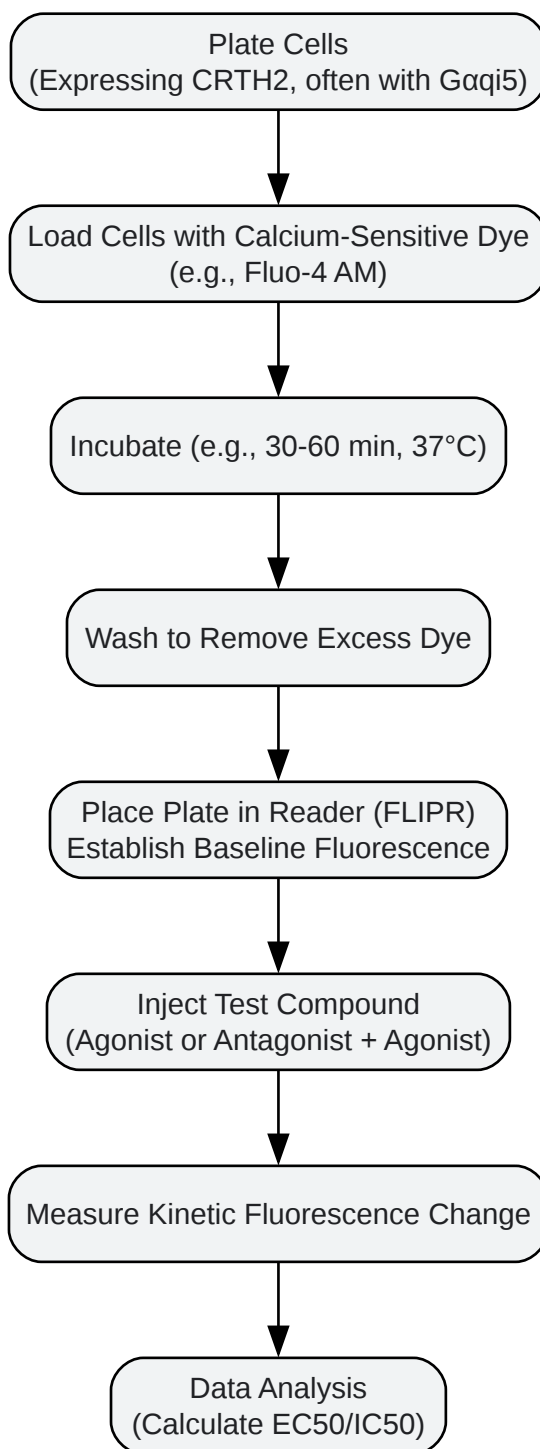 Plate Cells
(Expressing CRTH2, often with Gαqi5)
Load Cells with Calcium-Sensitive Dye
(e.g., Fluo-4 AM)
Incubate (e.g., 30-60 min, 37°C)
Wash to Remove Excess Dye
Place Plate in Reader (FLIPR)
Establish Baseline Fluorescence
Inject Test Compound
(Agonist or Antagonist + Agonist)
Measure Kinetic Fluorescence Change
Data Analysis
(Calculate EC50/IC50)